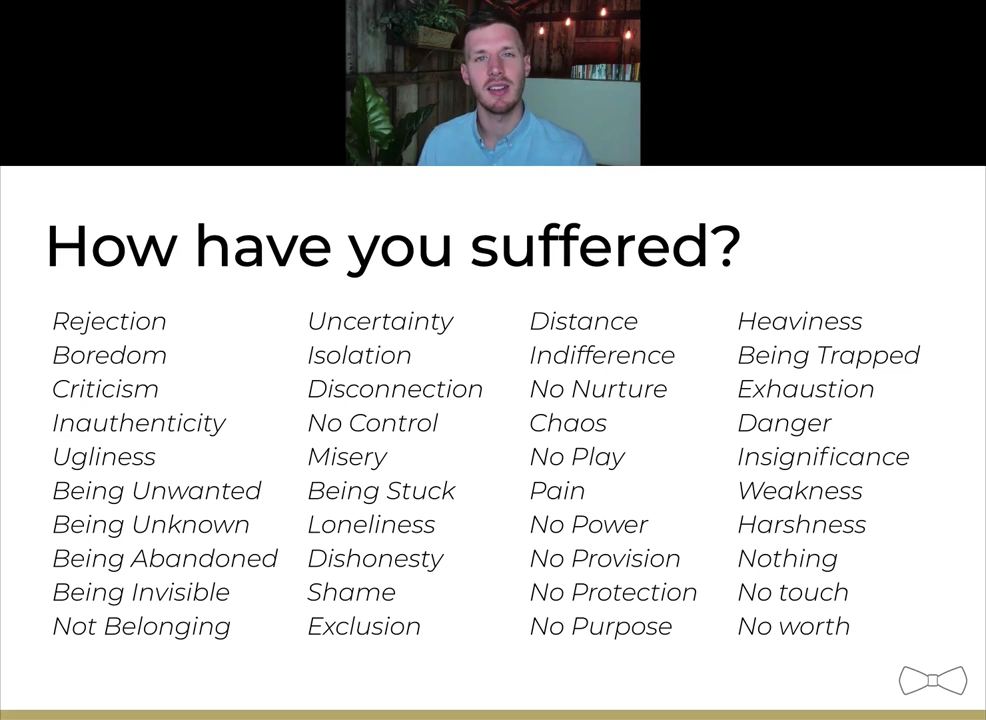 How have you suffered?
Rejection
Boredom
Criticism
Inauthenticity
Ugliness
Being Unwanted
Being Unknown
Being Abandoned
Being Invisible
Not Belonging
Uncertainty
Isolation
Disconnection
No Control
Misery
Being Stuck
Loneliness
Dishonesty
Shame
Exclusion
Distance
Indifference
No Nurture
Chaos
No Play
Pain
No Power
No Provision
No Protection
No Purpose
Heaviness
Being Trapped
Exhaustion
Danger
Insignificance
Weakness
Harshness
Nothing
No touch
No worth